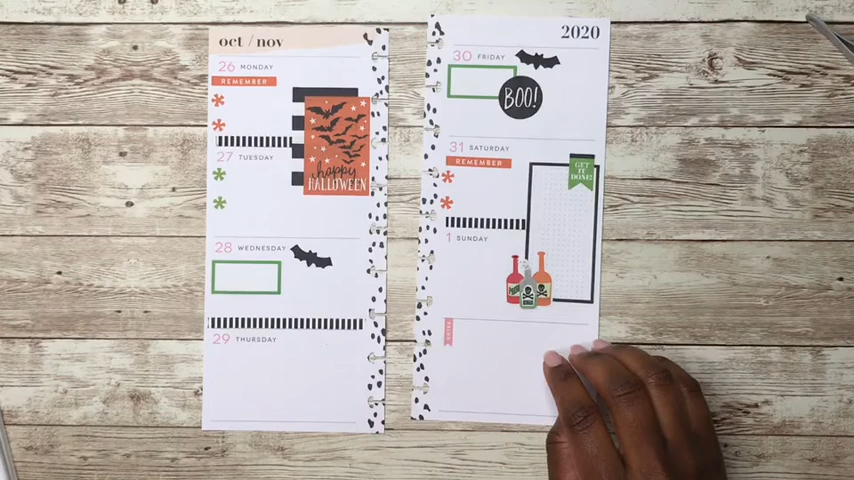 oct / nov
26 MONDAY
REMEMBER
27 TUESDAY
happy
HALLOWEEN
28 WEDNESDAY
29 THURSDAY
2020
30 FRIDAY
BOO!
31 SATURDAY
REMEMBER
GET
IT
DONE!
1 SUNDAY